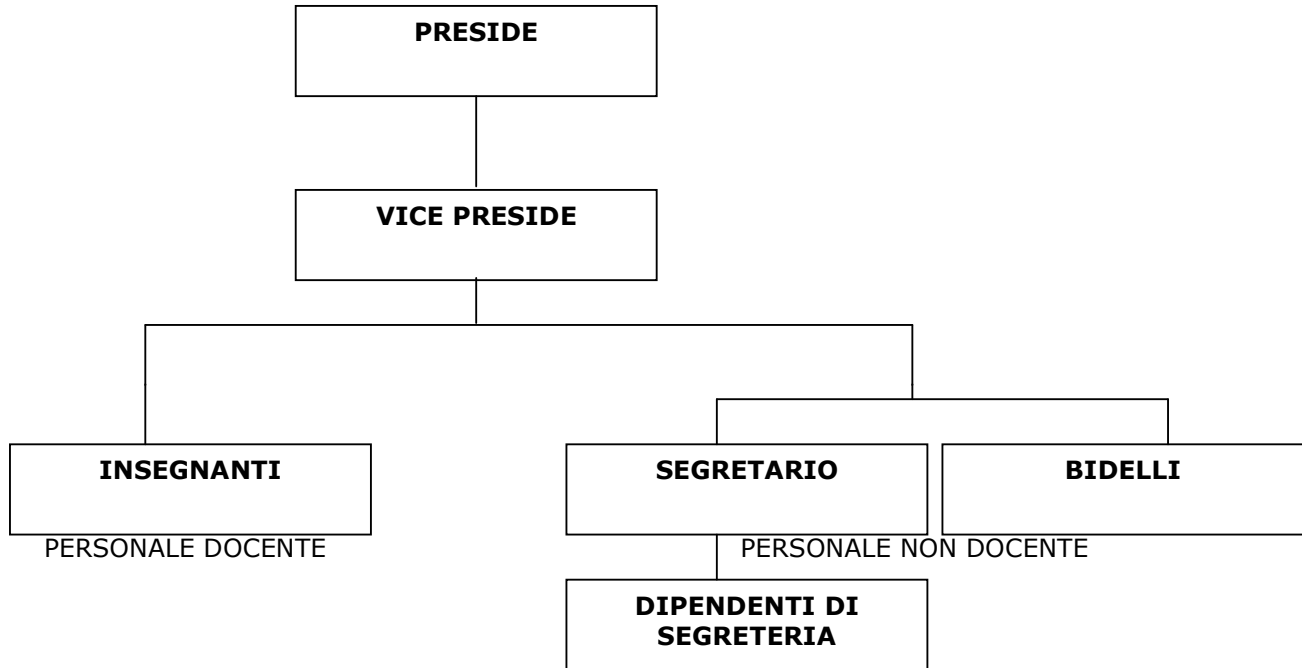 PRESIDE
VICE PRESIDE
INSEGNANTI
SEGRETARIO
BIDELLI
PERSONALE DOCENTE
PERSONALE NON DOCENTE
DIPENDENTI DI
SEGRETERIA